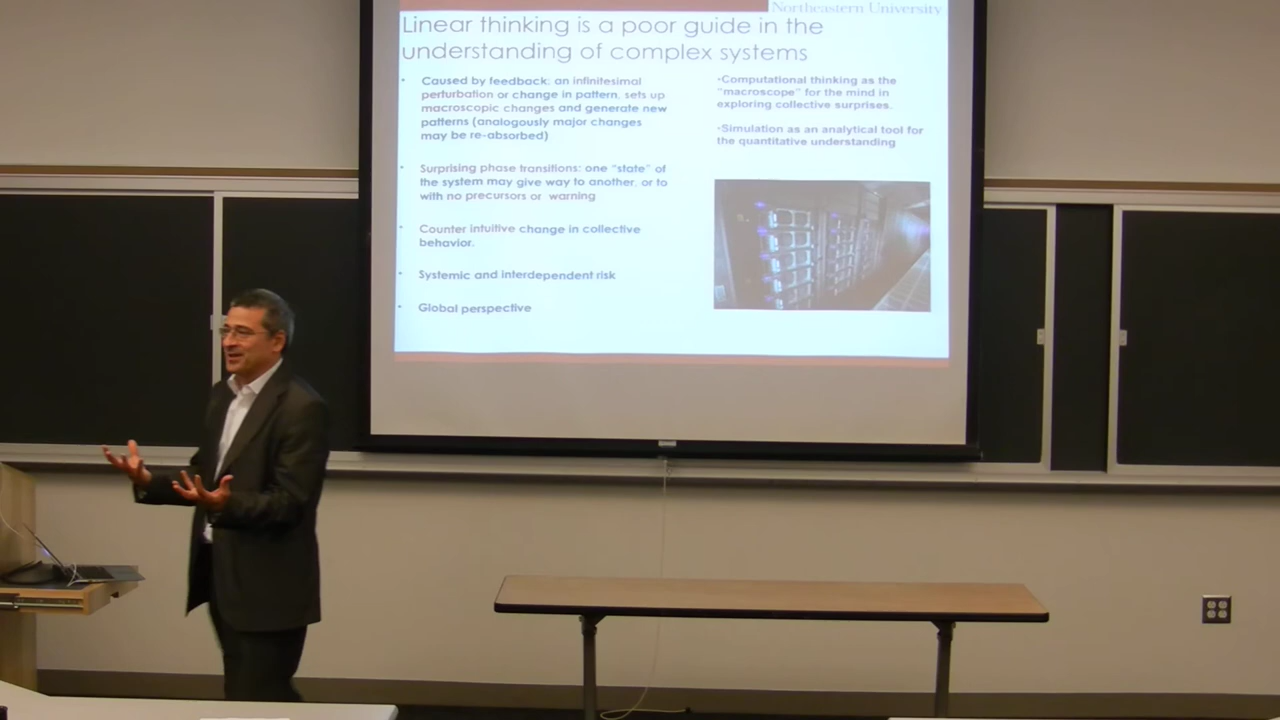 Northeastern University
Linear thinking is a poor guide in the
understanding of complex systems
• Caused by feedback: an infinitesimal
perturbation or change in pattern, sets up
macroscopic changes and generate new
patterns (analogously major changes
may be re-absorbed)
• Surprising phase transitions: one "state" of
the system may give way to another, or to
with no precursors or warning
• Counter intuitive change in collective
behavior.
• Systemic and interdependent risk
• Global perspective
•Computational thinking as the
"macroscope" for the mind in
exploring collective surprises.
•Simulation as an analytical tool for
the quantitative understanding